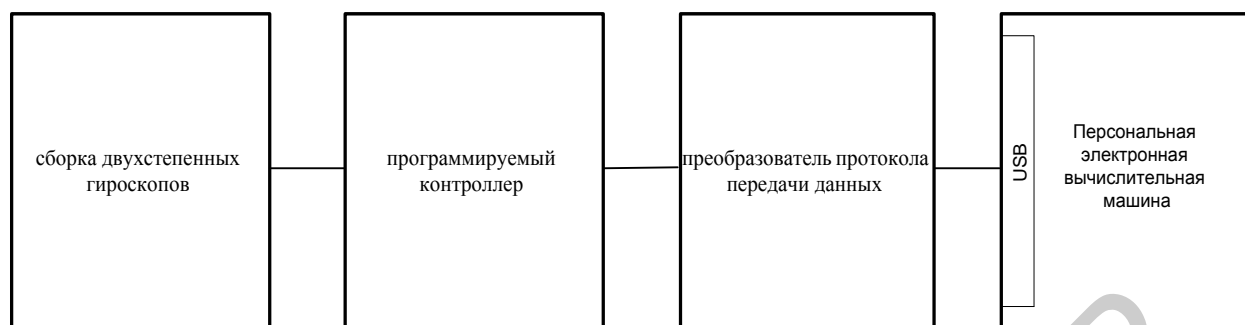 сборка двухстепенных
гироскопов
программируемый
контроллер
преобразователь протокола
передачи данных
USB
Персональная
электронная
вычислительная
машина